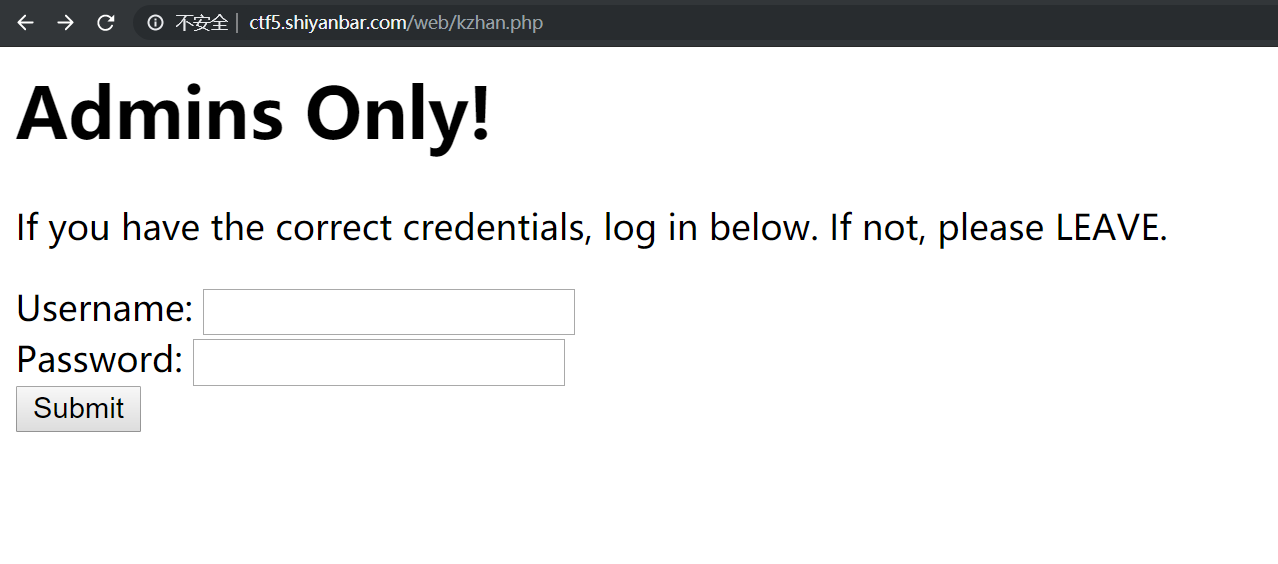 不安全 | ctf5.shiyanbar.com/web/kzhan.php
Admins Only!
If you have the correct credentials, log in below. If not, please LEAVE.
Username:
Password:
Submit